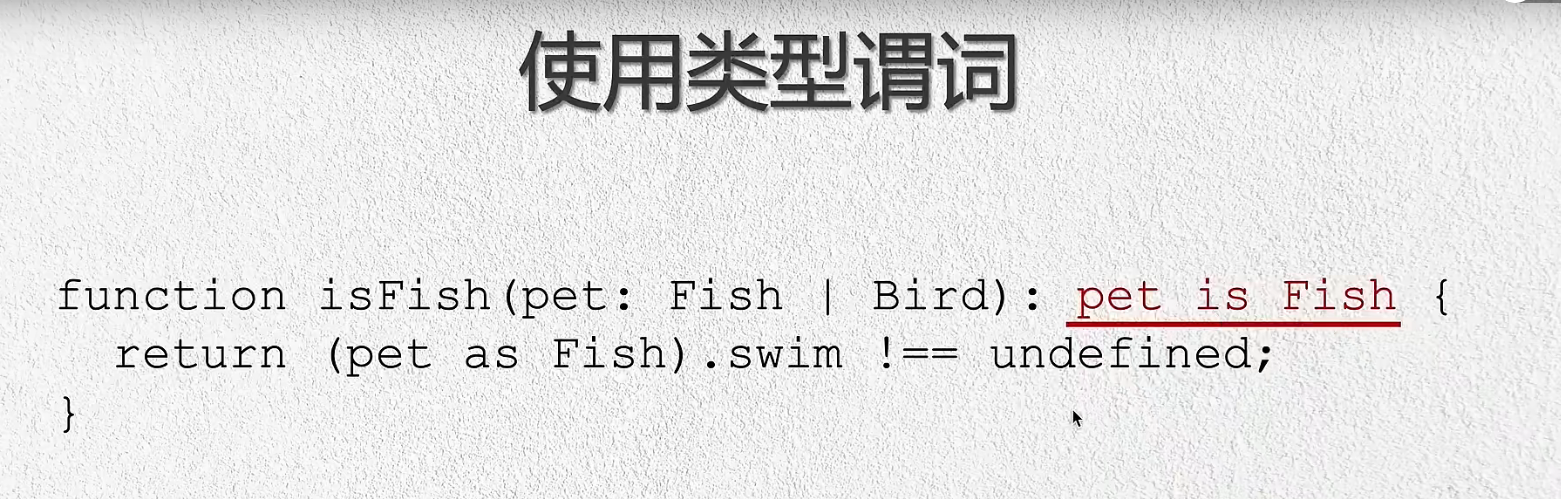 使用类型谓词
function isFish(pet: Fish | Bird): pet is Fish {
  return (pet as Fish).swim !== undefined;
}